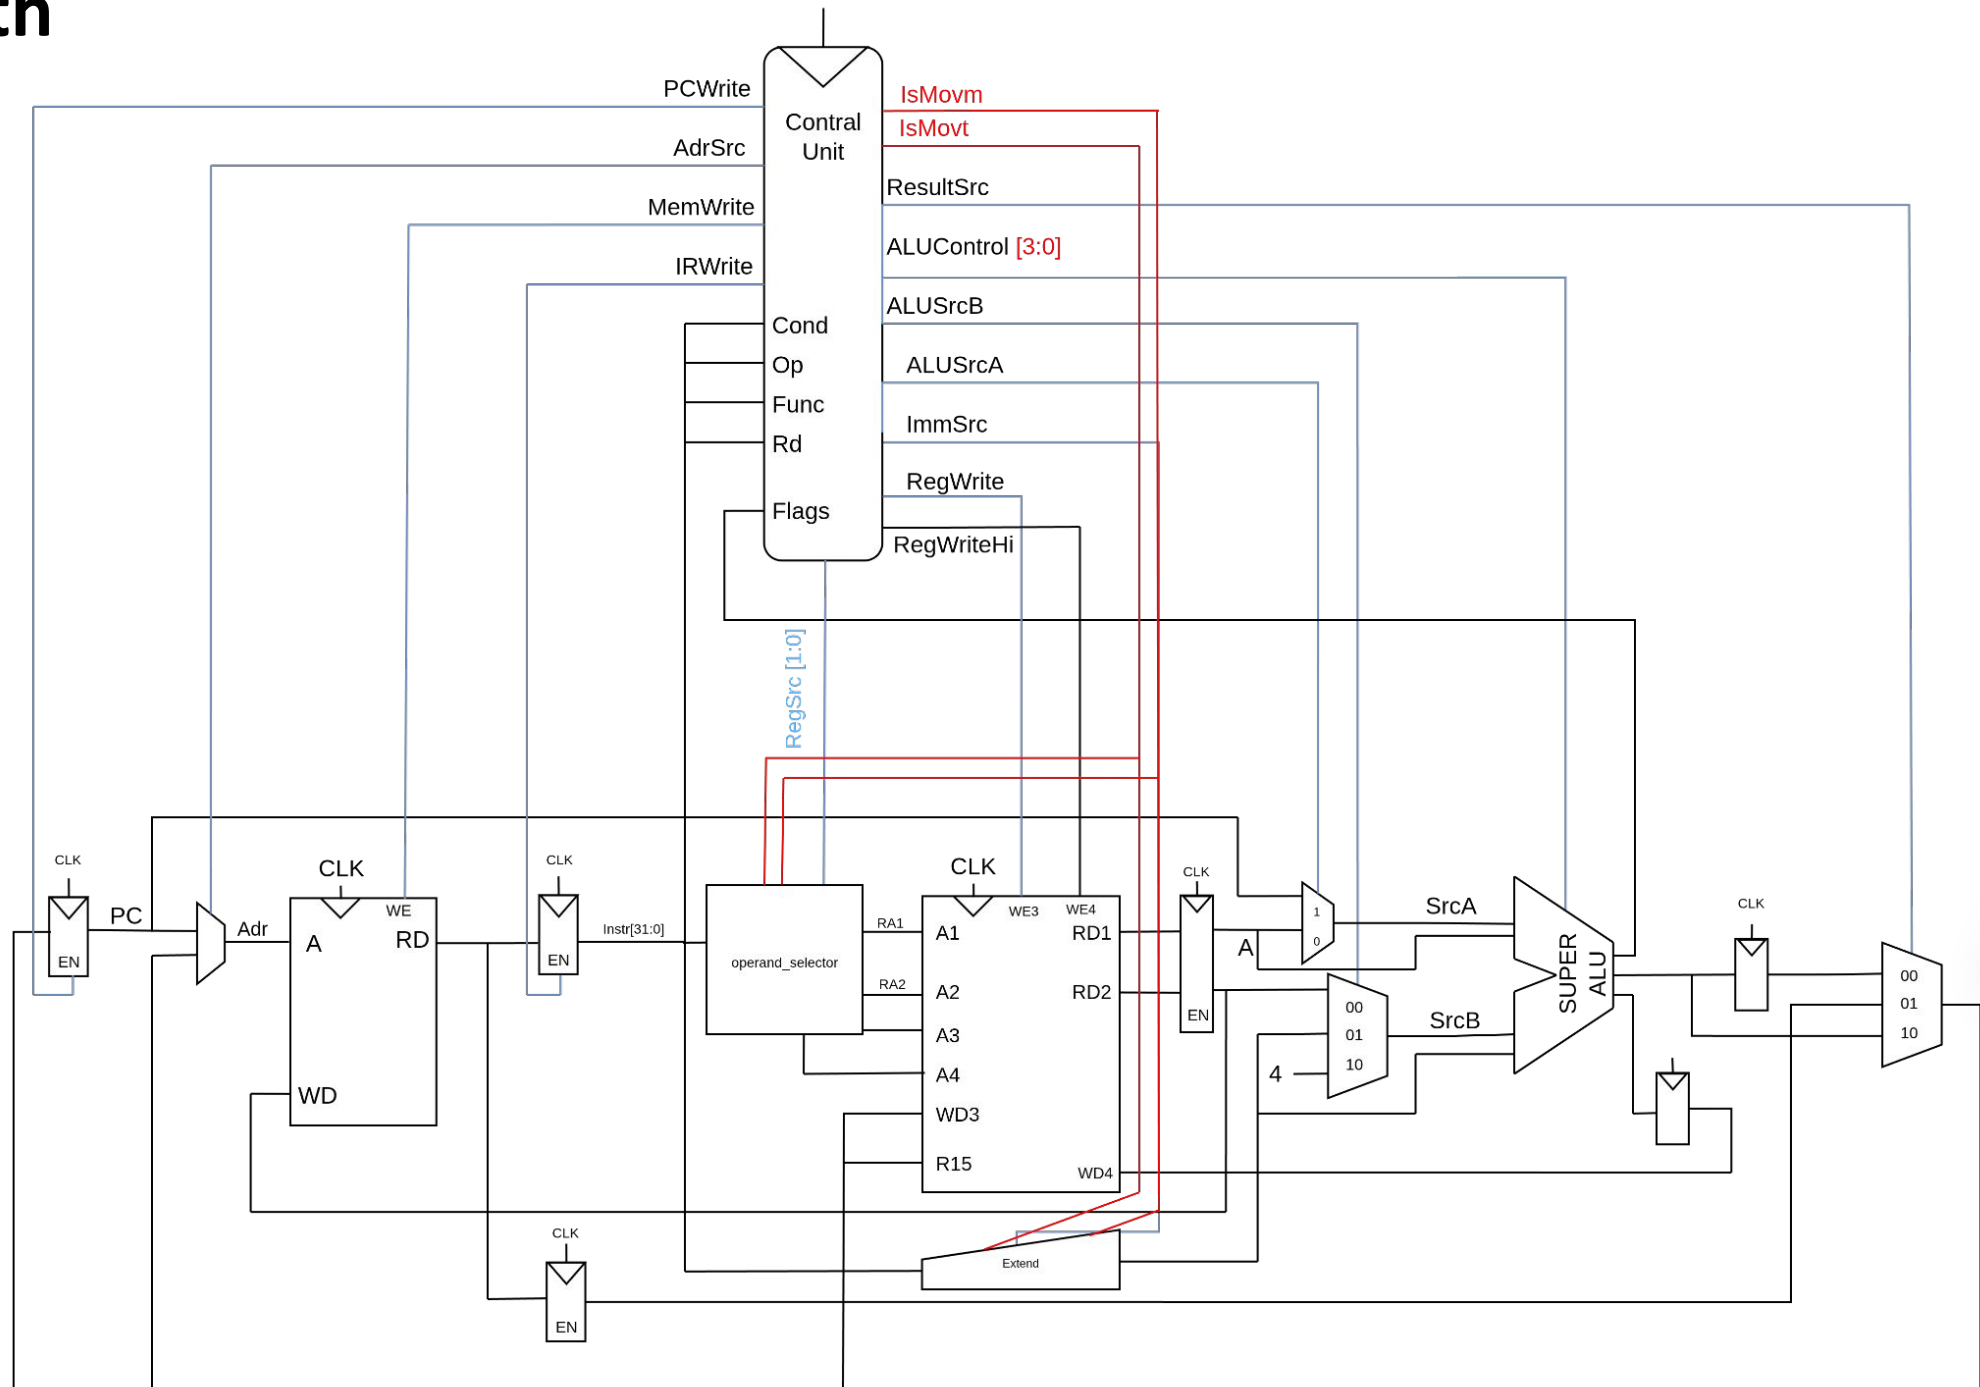 th
PCWrite
AdrSrc
MemWrite
IRWrite
Contral
Unit
Cond
Op
Func
Rd
Flags
IsMovm
IsMovt
ResultSrc
ALUControl [3:0]
ALUSrcB
ALUSrcA
ImmSrc
RegWrite
RegWriteHi
RegSrc [1:0]
CLK
EN
PC
Adr
CLK
WE
A
RD
WD
CLK
EN
Instr[31:0]
operand_selector
RA1
RA2
CLK
WE3
WE4
A1
RD1
A2
RD2
A3
A4
WD3
R15
WD4
CLK
EN
A
1
0
SrcA
00
01
10
4
SrcB
SUPER
ALU
CLK
00
01
10
CLK
EN
Extend